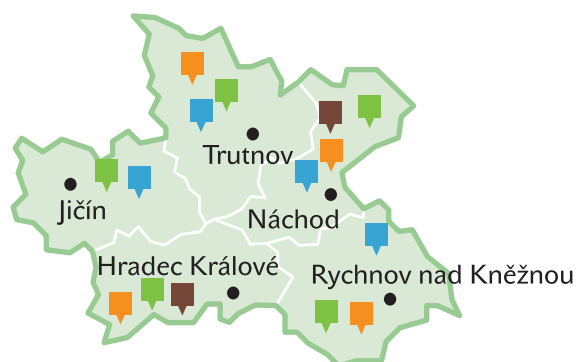 Trutnov
Jičín
Náchod
Hradec Králové
Rychnov nad Kněžnou